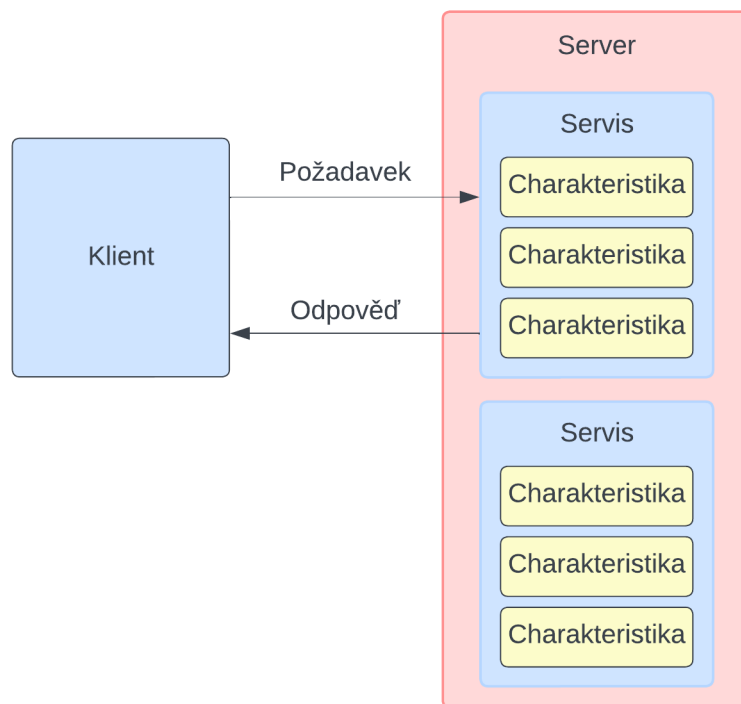 Server
Servis
Charakteristika
Požadavek
Klient
Charakteristika
Odpověď
Charakteristika
Servis
Charakteristika
Charakteristika
Charakteristika